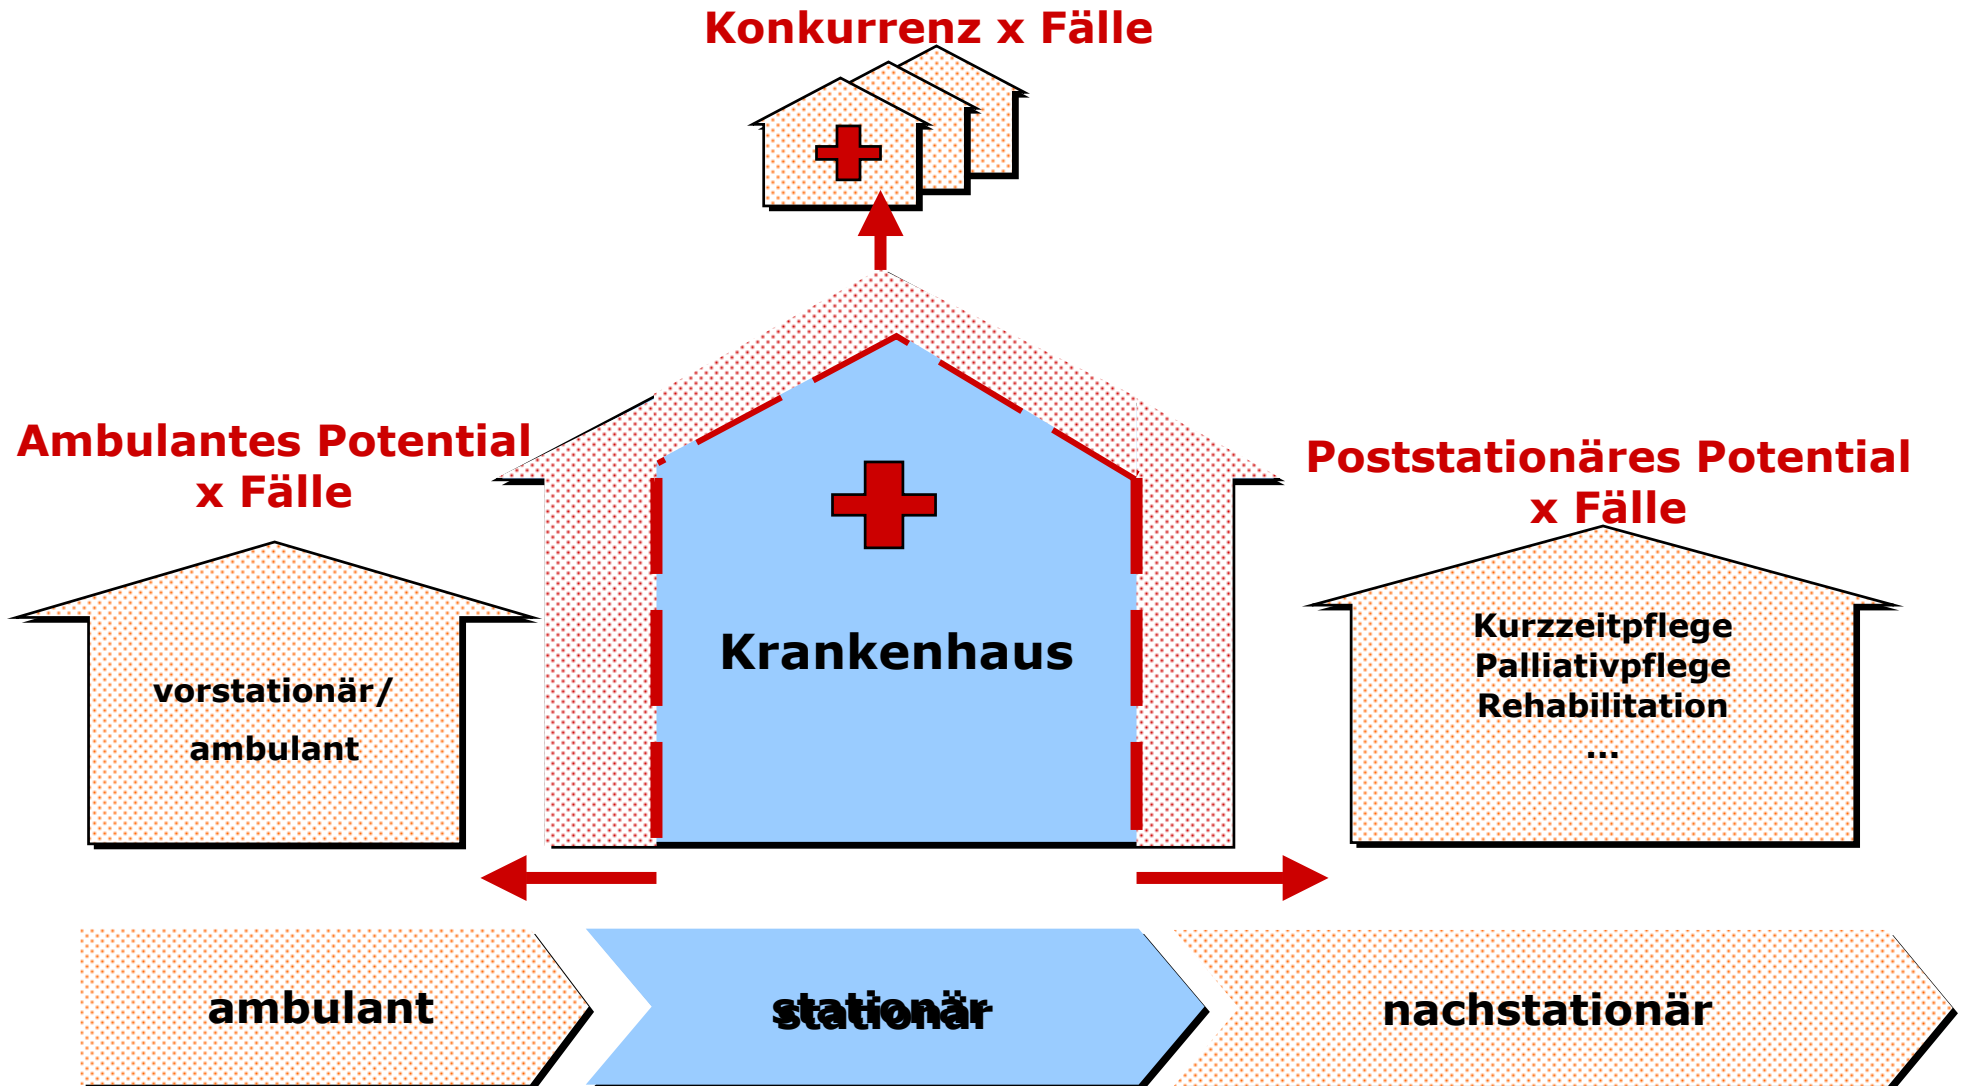 Konkurrenz x Fälle
Ambulantes Potential
x Fälle
Poststationäres Potential
x Fälle
vorstationär/
ambulant
Krankenhaus
Kurzzeitpflege
Palliativpflege
Rehabilitation
...
ambulant
stationär
nachstationär